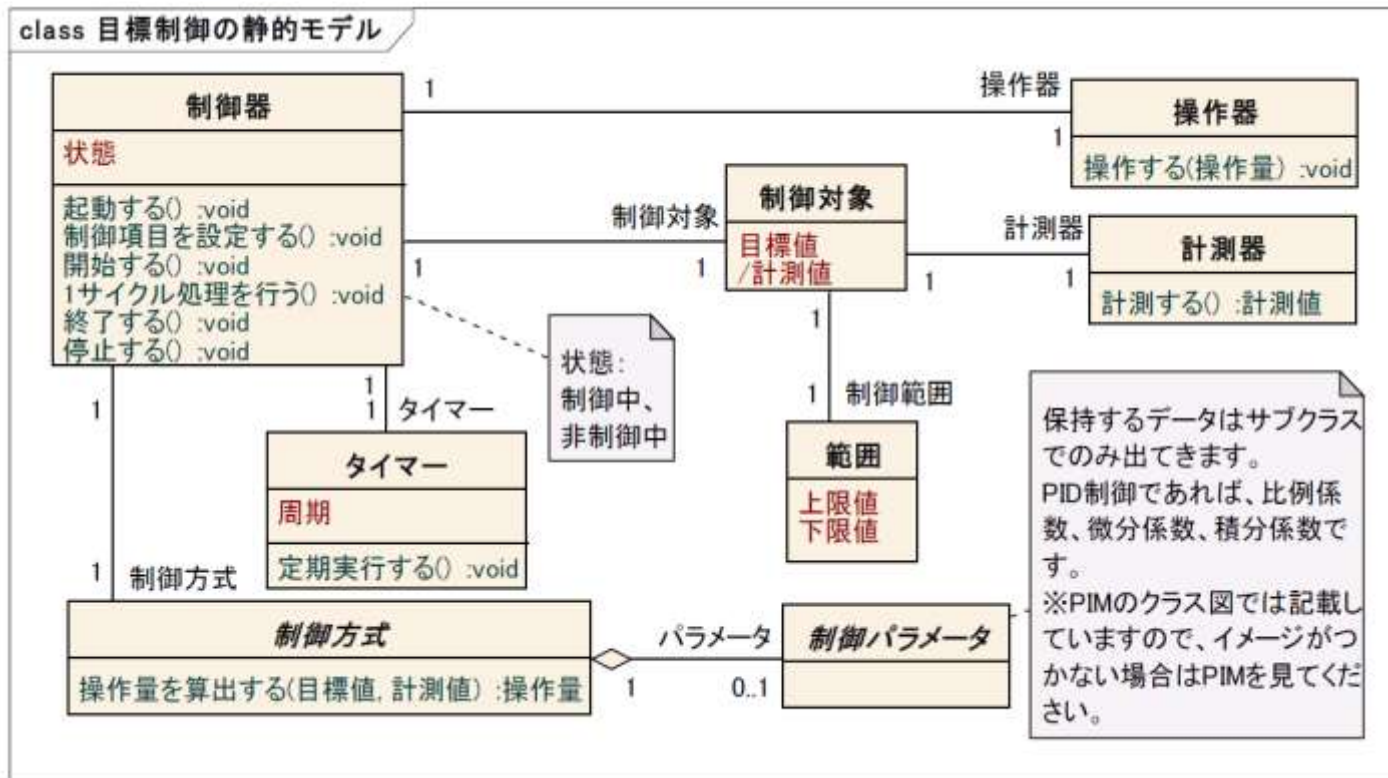 class 目標制御の静的モデル
制御器
状態
起動する() :void
制御項目を設定する() :void
開始する() :void
1サイクル処理を行う() :void
終了する() :void
停止する() :void
1
操作器
1
操作器
操作する(操作量) :void
1
制御対象
1
制御対象
目標値
/計測値
1
計測器
1
計測器
計測する() :計測値
状態:
制御中、
非制御中
1
1
制御範囲
範囲
上限値
下限値
1
1
タイマー
タイマー
周期
定期実行する() :void
1
1
制御方式
制御方式
操作量を算出する(目標値, 計測値) :操作量
1
パラメータ
0..1
制御パラメータ
保持するデータはサブクラス
でのみ出てきます。
PID制御であれば、比例係
数、微分係数、積分係数で
す。
※PIMのクラス図では記載し
ていますので、イメージがつ
かない場合はPIMを見てくだ
さい。